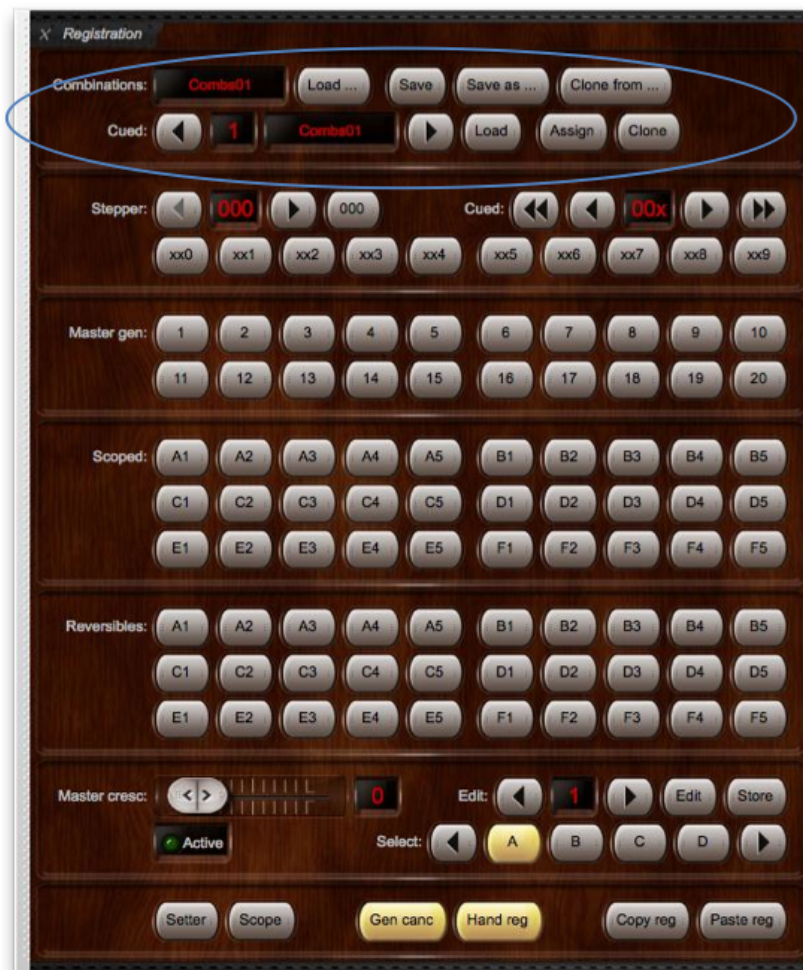 X Registration
Combinations: Combs01 Load ... Save Save as ... Clone from ...
Cued: 1 Combs01 Load Assign Clone
Stepper: 000 000 Cued: 00x
xx0 xx1 xx2 xx3 xx4 xx5 xx6 xx7 xx8 xx9
Master gen: 1 2 3 4 5 6 7 8 9 10
11 12 13 14 15 16 17 18 19 20
Scoped: A1 A2 A3 A4 A5 B1 B2 B3 B4 B5
C1 C2 C3 C4 C5 D1 D2 D3 D4 D5
E1 E2 E3 E4 E5 F1 F2 F3 F4 F5
Reversibles: A1 A2 A3 A4 A5 B1 B2 B3 B4 B5
C1 C2 C3 C4 C5 D1 D2 D3 D4 D5
E1 E2 E3 E4 E5 F1 F2 F3 F4 F5
Master cresc: < > 0 Edit: 1 Edit Store
Active Select: A B C D
Setter Scope Gen canc Hand reg Copy reg Paste reg